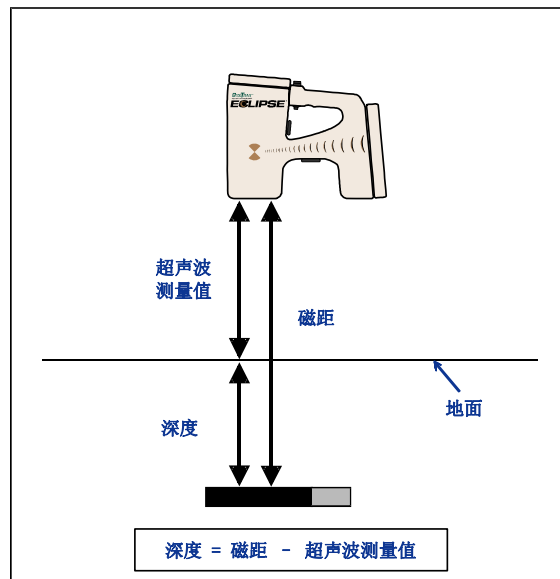 DIGITRAK
ECLIPSE
超声波
测量值
磁距
地面
深度
深度 = 磁距 - 超声波测量值